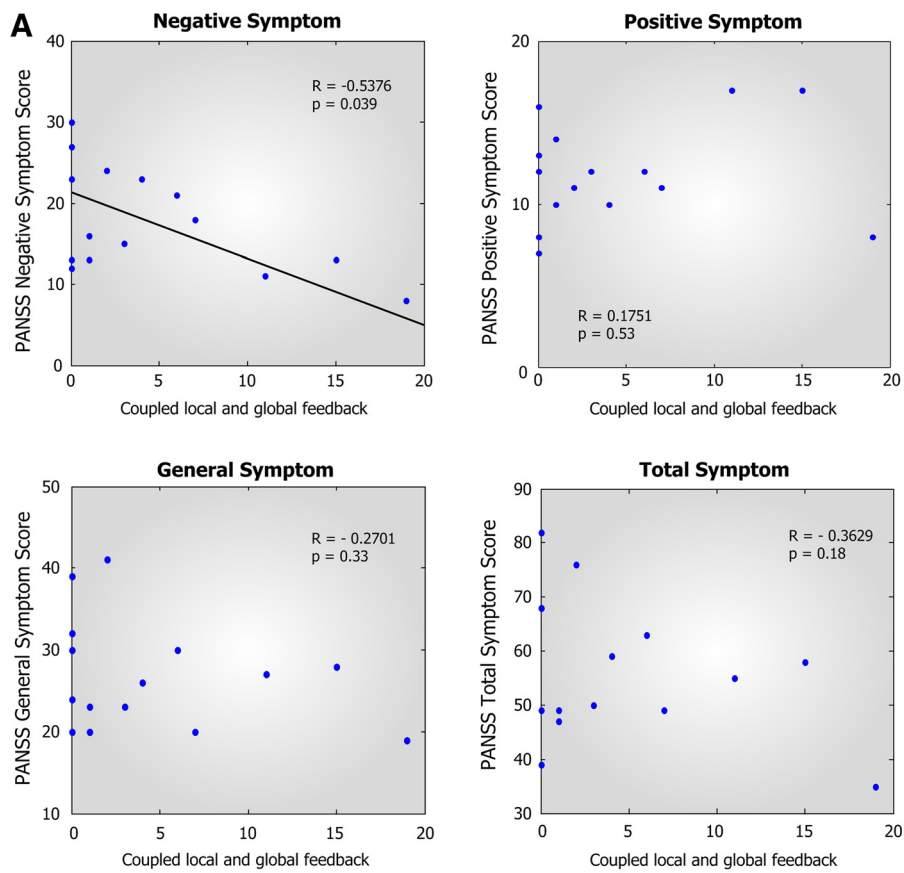 A
Negative Symptom
PANSS Negative Symptom Score
40
30
20
10
0
R = -0.5376
p = 0.039
0 5 10 15 20
Coupled local and global feedback
Positive Symptom
PANSS Positive Symptom Score
20
10
0
R = 0.1751
p = 0.53
0 5 10 15 20
Coupled local and global feedback
General Symptom
PANSS General Symptom Score
50
40
30
20
10
R = - 0.2701
p = 0.33
0 5 10 15 20
Coupled local and global feedback
Total Symptom
PANSS Total Symptom Score
90
80
70
60
50
40
30
R = - 0.3629
p = 0.18
0 5 10 15 20
Coupled local and global feedback